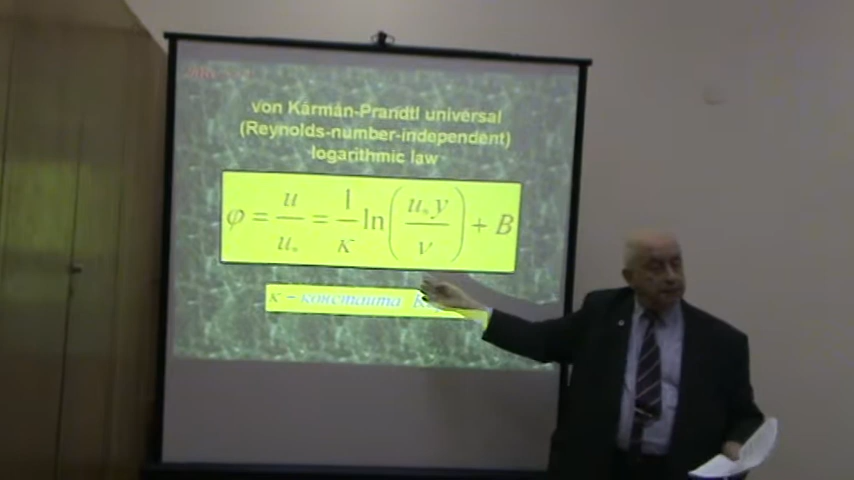 von Kármán-Prandtl universal
(Reynolds-number-independent)
logarithmic law
φ = u/u* = 1/κ ln(u*y/ν) + B
κ – константа